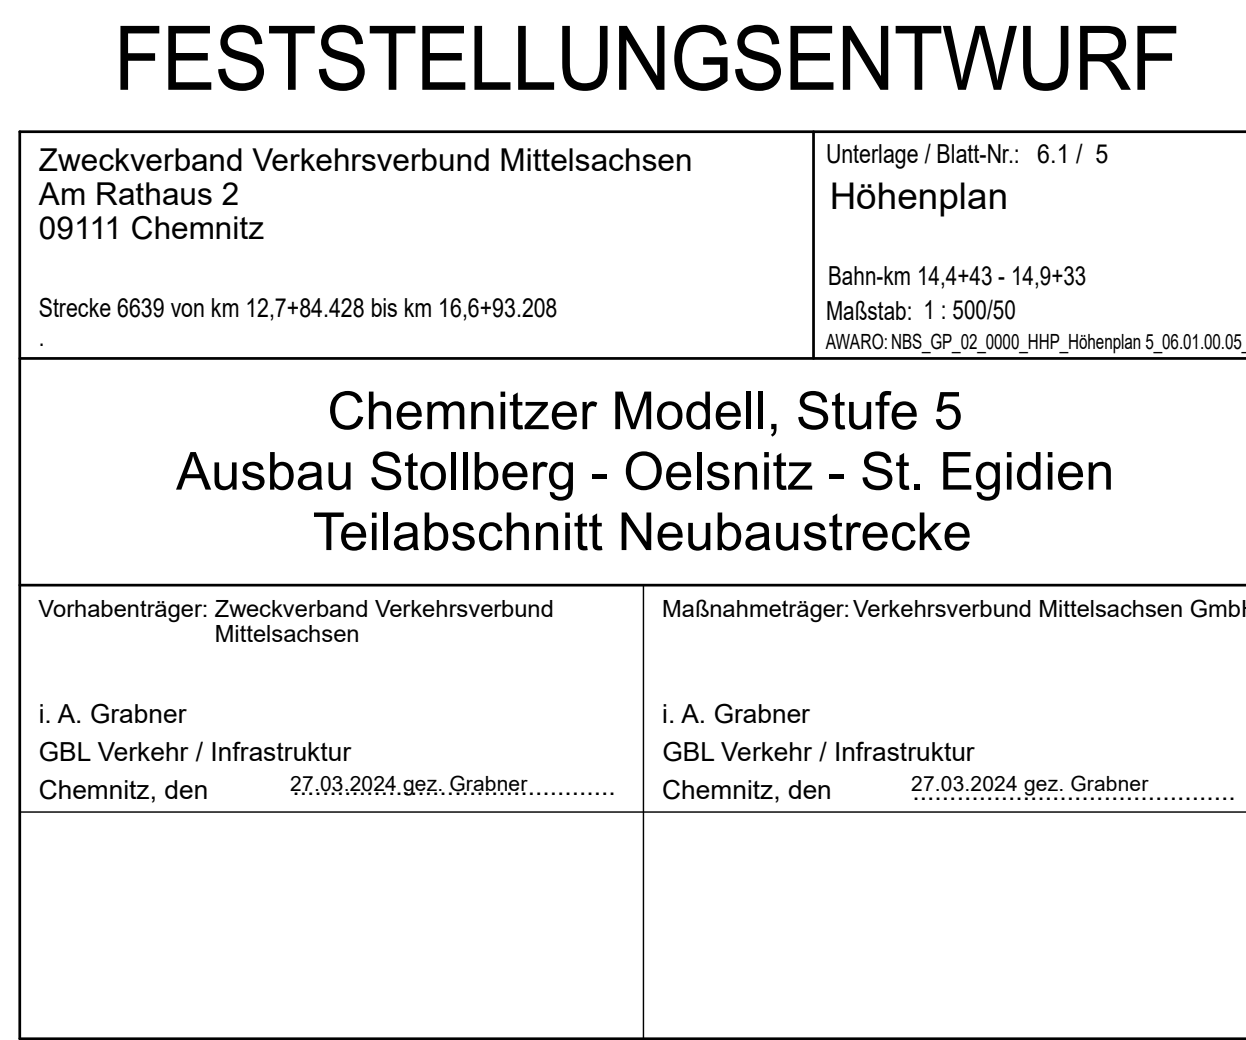 FESTSTELLUNGSENTWURF
Zweckverband Verkehrsverbund Mittelsachsen
Am Rathaus 2
09111 Chemnitz
Strecke 6639 von km 12,7+84.428 bis km 16,6+93.208
.
Unterlage / Blatt-Nr.: 6.1 / 5
Höhenplan
Bahn-km 14,4+43 - 14,9+33
Maßstab: 1 : 500/50
AWARO: NBS_GP_02_0000_HHP_Höhenplan 5_06.01.00.05_
Chemnitzer Modell, Stufe 5
Ausbau Stollberg - Oelsnitz - St. Egidien
Teilabschnitt Neubaustrecke
Vorhabenträger: Zweckverband Verkehrsverbund
Mittelsachsen
i. A. Grabner
GBL Verkehr / Infrastruktur
Chemnitz, den 27.03.2024 gez. Grabner
Maßnahmeträger: Verkehrsverbund Mittelsachsen GmbH
i. A. Grabner
GBL Verkehr / Infrastruktur
Chemnitz, den 27.03.2024 gez. Grabner